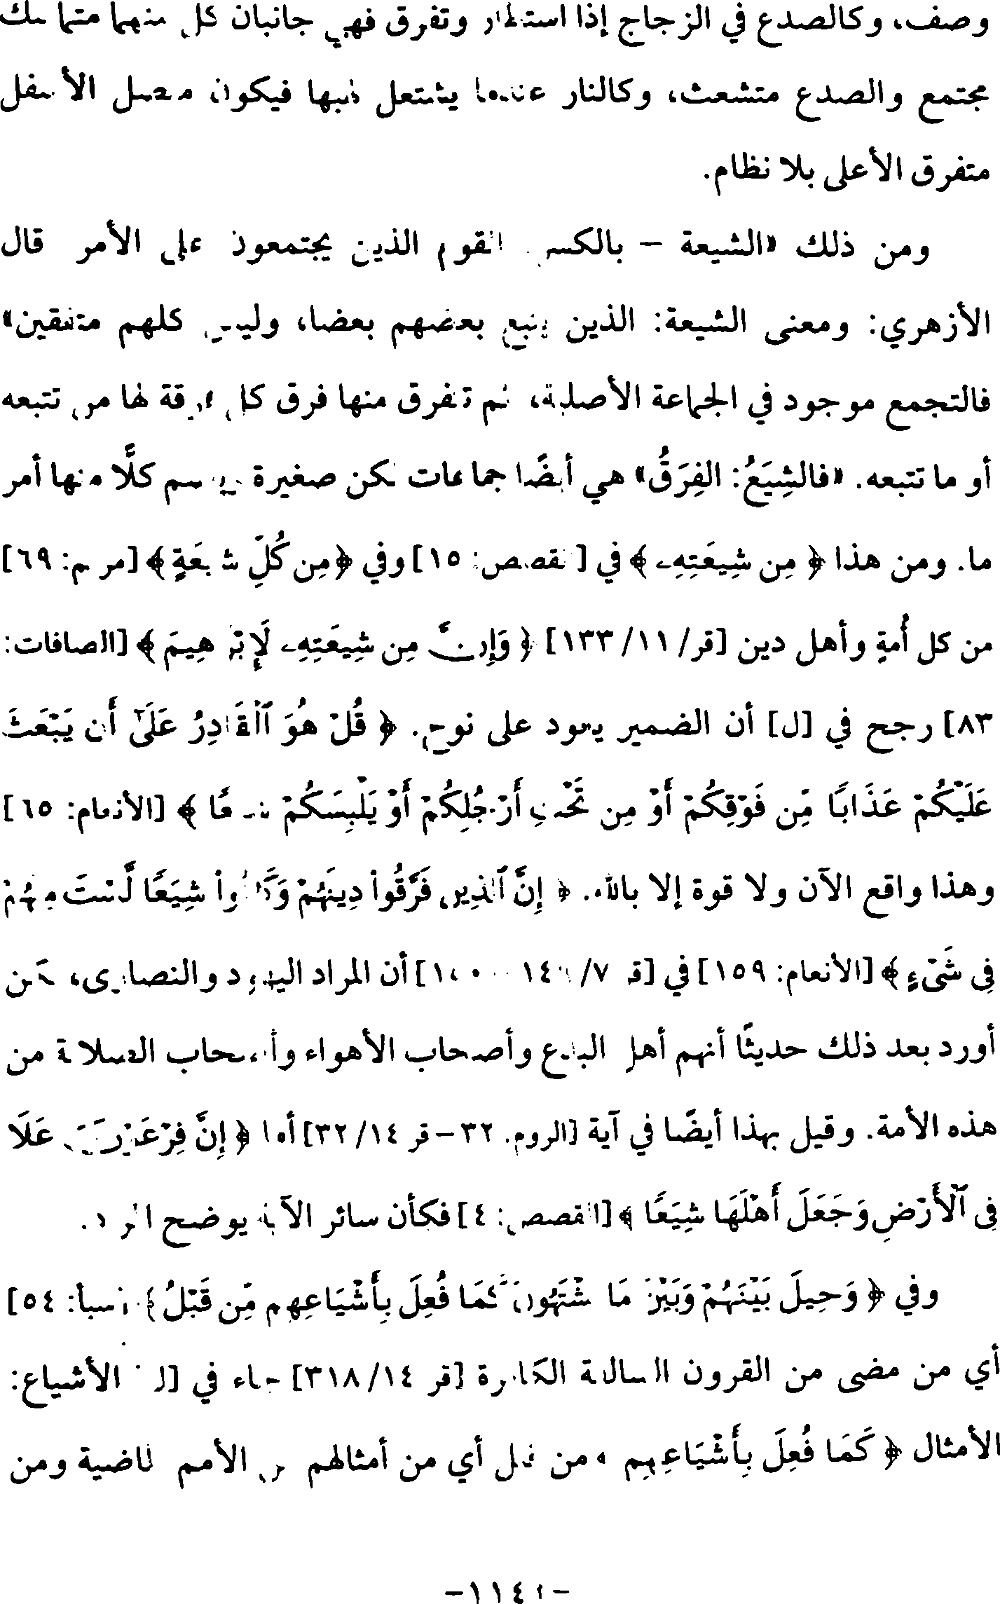 وصف، وكالصدع في الزجاج إذا استطار وتفرق فهي جانبان كل منهما متماسك
مجتمع والصدع متشعث، وكالنار عندما يشتعل لهبها فيكون متصل الأسفل
متفرق الأعلى بلا نظام.
ومن ذلك «الشيعة – بالكسر: القوم الذين يجتمعون على الأمر قال
الأزهري: ومعنى الشيعة: الذين يتبع بعضهم بعضا، وليس كلهم متفقين»
فالتجمع موجود في الجماعة الأصلية، ثم تفرق منها فرق كل فرقة لها من تتبعه
أو ما تتبعه. «فالشِيَعُ: الفِرَقُ» هي أيضًا جماعات لكن صغيرة كلًّا منها أمر
ما. ومن هذا ﴿ مِن شِيعَتِهِۦ ﴾ في [القصص: ١٥] وفي ﴿مِن كُلِّ شِيعَةٍ﴾ [مريم: ٦٩]
من كل أُمةٍ وأهل دين [قر/ ١١/ ١٣٣] ﴿ وَإِنَّ مِن شِيعَتِهِۦ لَإِبْرَٰهِيمَ ﴾ [الصافات:
٨٣] رجح في [ل] أن الضمير يعود على نوح. ﴿ قُلْ هُوَ ٱلْقَادِرُ عَلَىٰٓ أَن يَبْعَثَ
عَلَيْكُمْ عَذَابًا مِّن فَوْقِكُمْ أَوْ مِن تَحْتِ أَرْجُلِكُمْ أَوْ يَلْبِسَكُمْ شِيَعًا ﴾ [الأنعام: ٦٥]
وهذا واقع الآن ولا قوة إلا بالله. ﴿ إِنَّ ٱلَّذِينَ فَرَّقُوا۟ دِينَهُمْ وَكَانُوا۟ شِيَعًا لَّسْتَ مِنْهُمْ
فِى شَىْءٍ ﴾ [الأنعام: ١٥٩] في [قر ٧/ أن المراد اليهود والنصارى، لكن
أورد بعد ذلك حديثًا أنهم أهل البدع وأصحاب الأهواء وأصحاب الضلالة من
هذه الأمة. وقيل بهذا أيضًا في آية [الروم. ٣٢ – قر ١٤/ ٣٢] أما ﴿ إِنَّ فِرْعَوْنَ عَلَا
فِى ٱلْأَرْضِ وَجَعَلَ أَهْلَهَا شِيَعًا ﴾ [القصص: ٤] فكأن سائر الآية يوضح المراد.
وفي ﴿ وَحِيلَ بَيْنَهُمْ وَبَيْنَ مَا يَشْتَهُونَ كَمَا فُعِلَ بِأَشْيَاعِهِم مِّن قَبْلُ ﴾ [سبأ: ٥٤]
أي من مضى من القرون السالفة الكافرة [قر ١٤/ ٣١٨] جاء في [ل] الأشياع:
الأمثال ﴿ كَمَا فُعِلَ بِأَشْيَاعِهِم ﴾ من قبل أي من أمثالهم من الأمم الماضية ومن